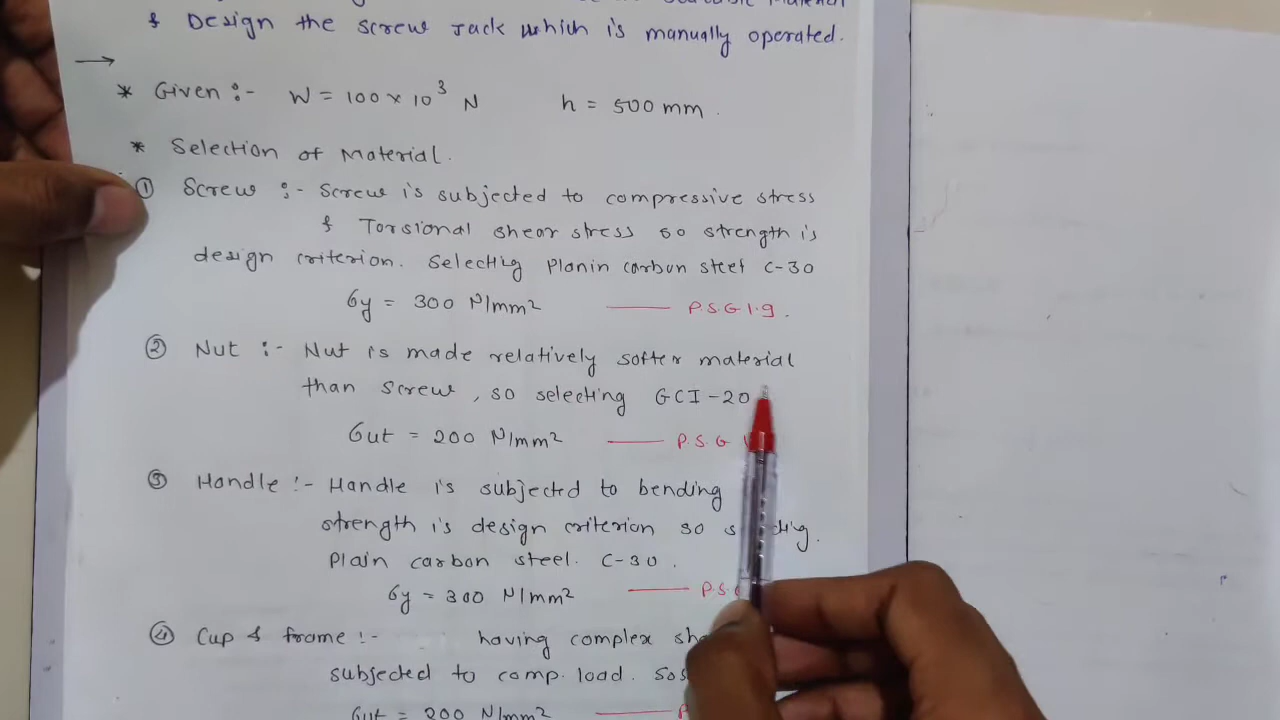 & Design the screw Jack which is manually operated.
* Given :- W = 100 x 10³ N h = 500 mm.
* Selection of Material.
① Screw :- Screw is subjected to compressive stress
& Torsional shear stress so strength is
design criterion. Selecting Planin carbon steel C-30
σy = 300 N/mm² —— P.S.G 1.9.
② Nut :- Nut is made relatively softer material
than screw, so selecting GCI-20
σut = 200 N/mm² —— P.S.G
③ Handle :- Handle is subjected to bending
strength is design criterion so
Plain carbon steel. C-30.
σy = 300 N/mm² ——
④ Cup & frame :- having complex
subjected to comp. load.
σut = 200 N/mm² ——